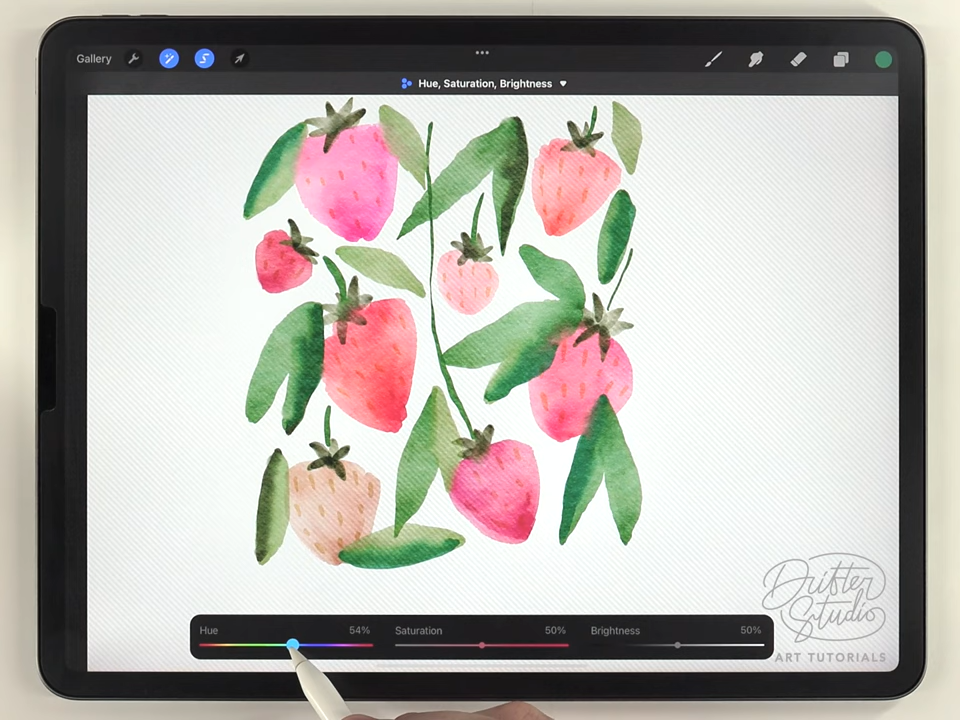 Gallery
Hue, Saturation, Brightness
Hue 54% Saturation 50% Brightness 50%
Drifter
Studio
ART TUTORIALS